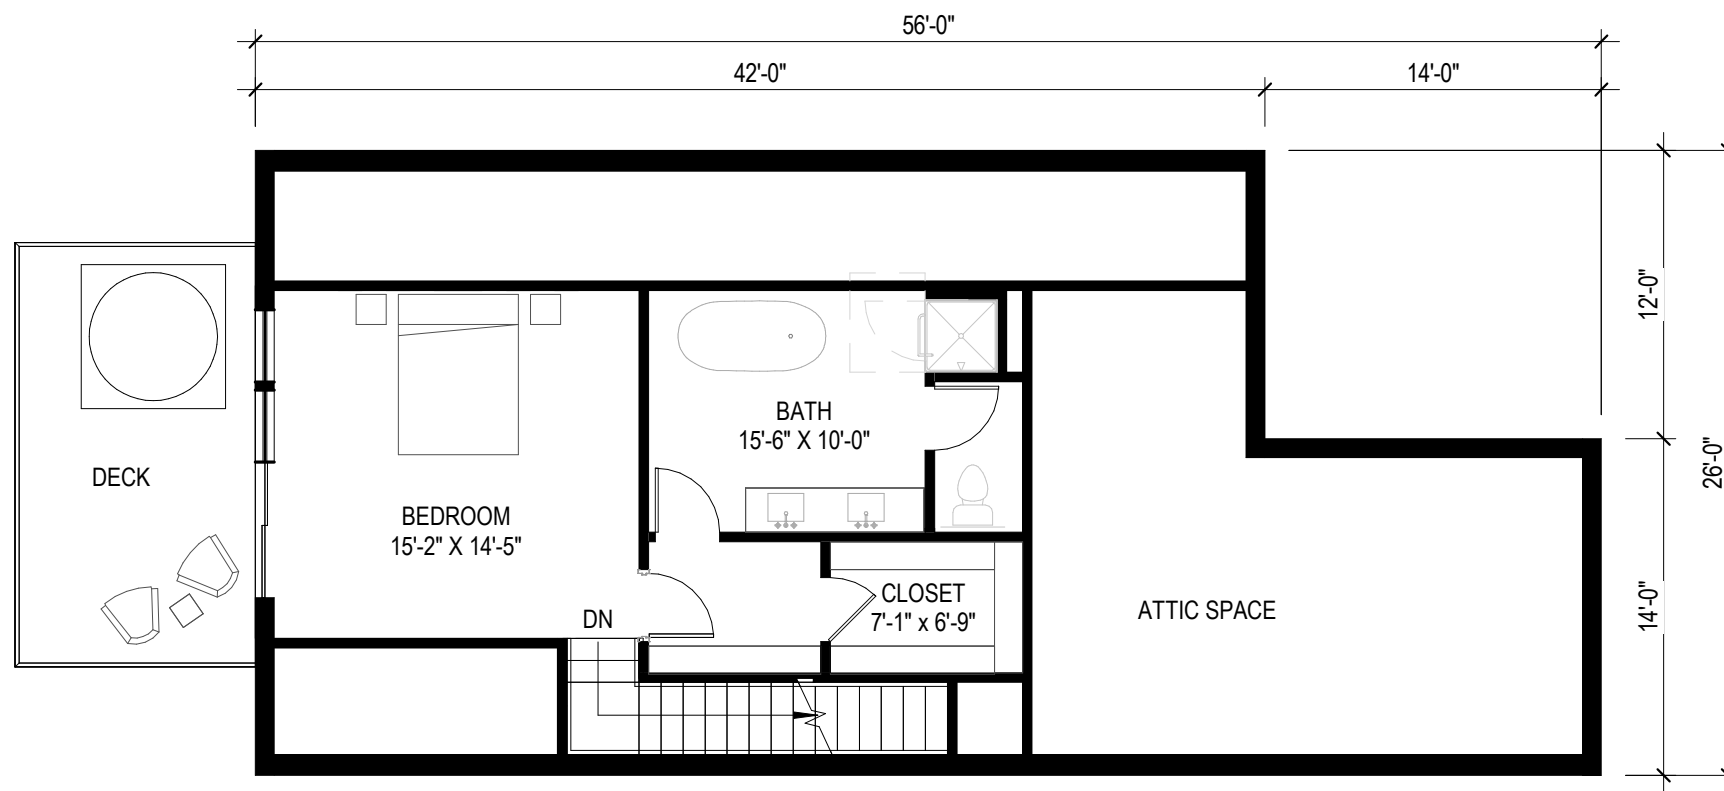 56'-0"
42'-0"
14'-0"
12'-0"
26'-0"
14'-0"
DECK
BEDROOM
15'-2" X 14'-5"
BATH
15'-6" X 10'-0"
CLOSET
7'-1" x 6'-9"
DN
ATTIC SPACE